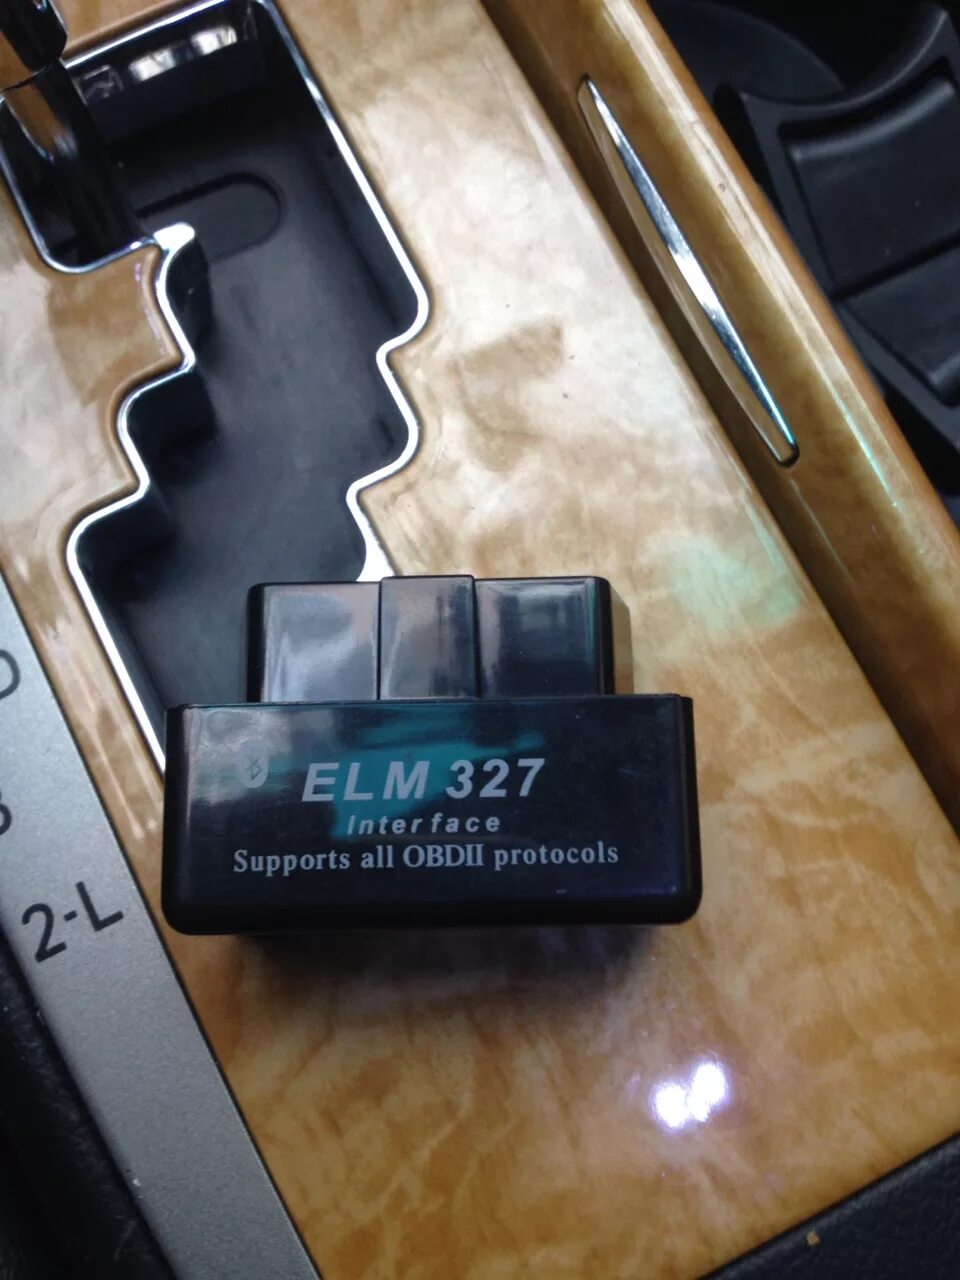 ELM 327
Interface
Supports all OBDII protocols
2-L